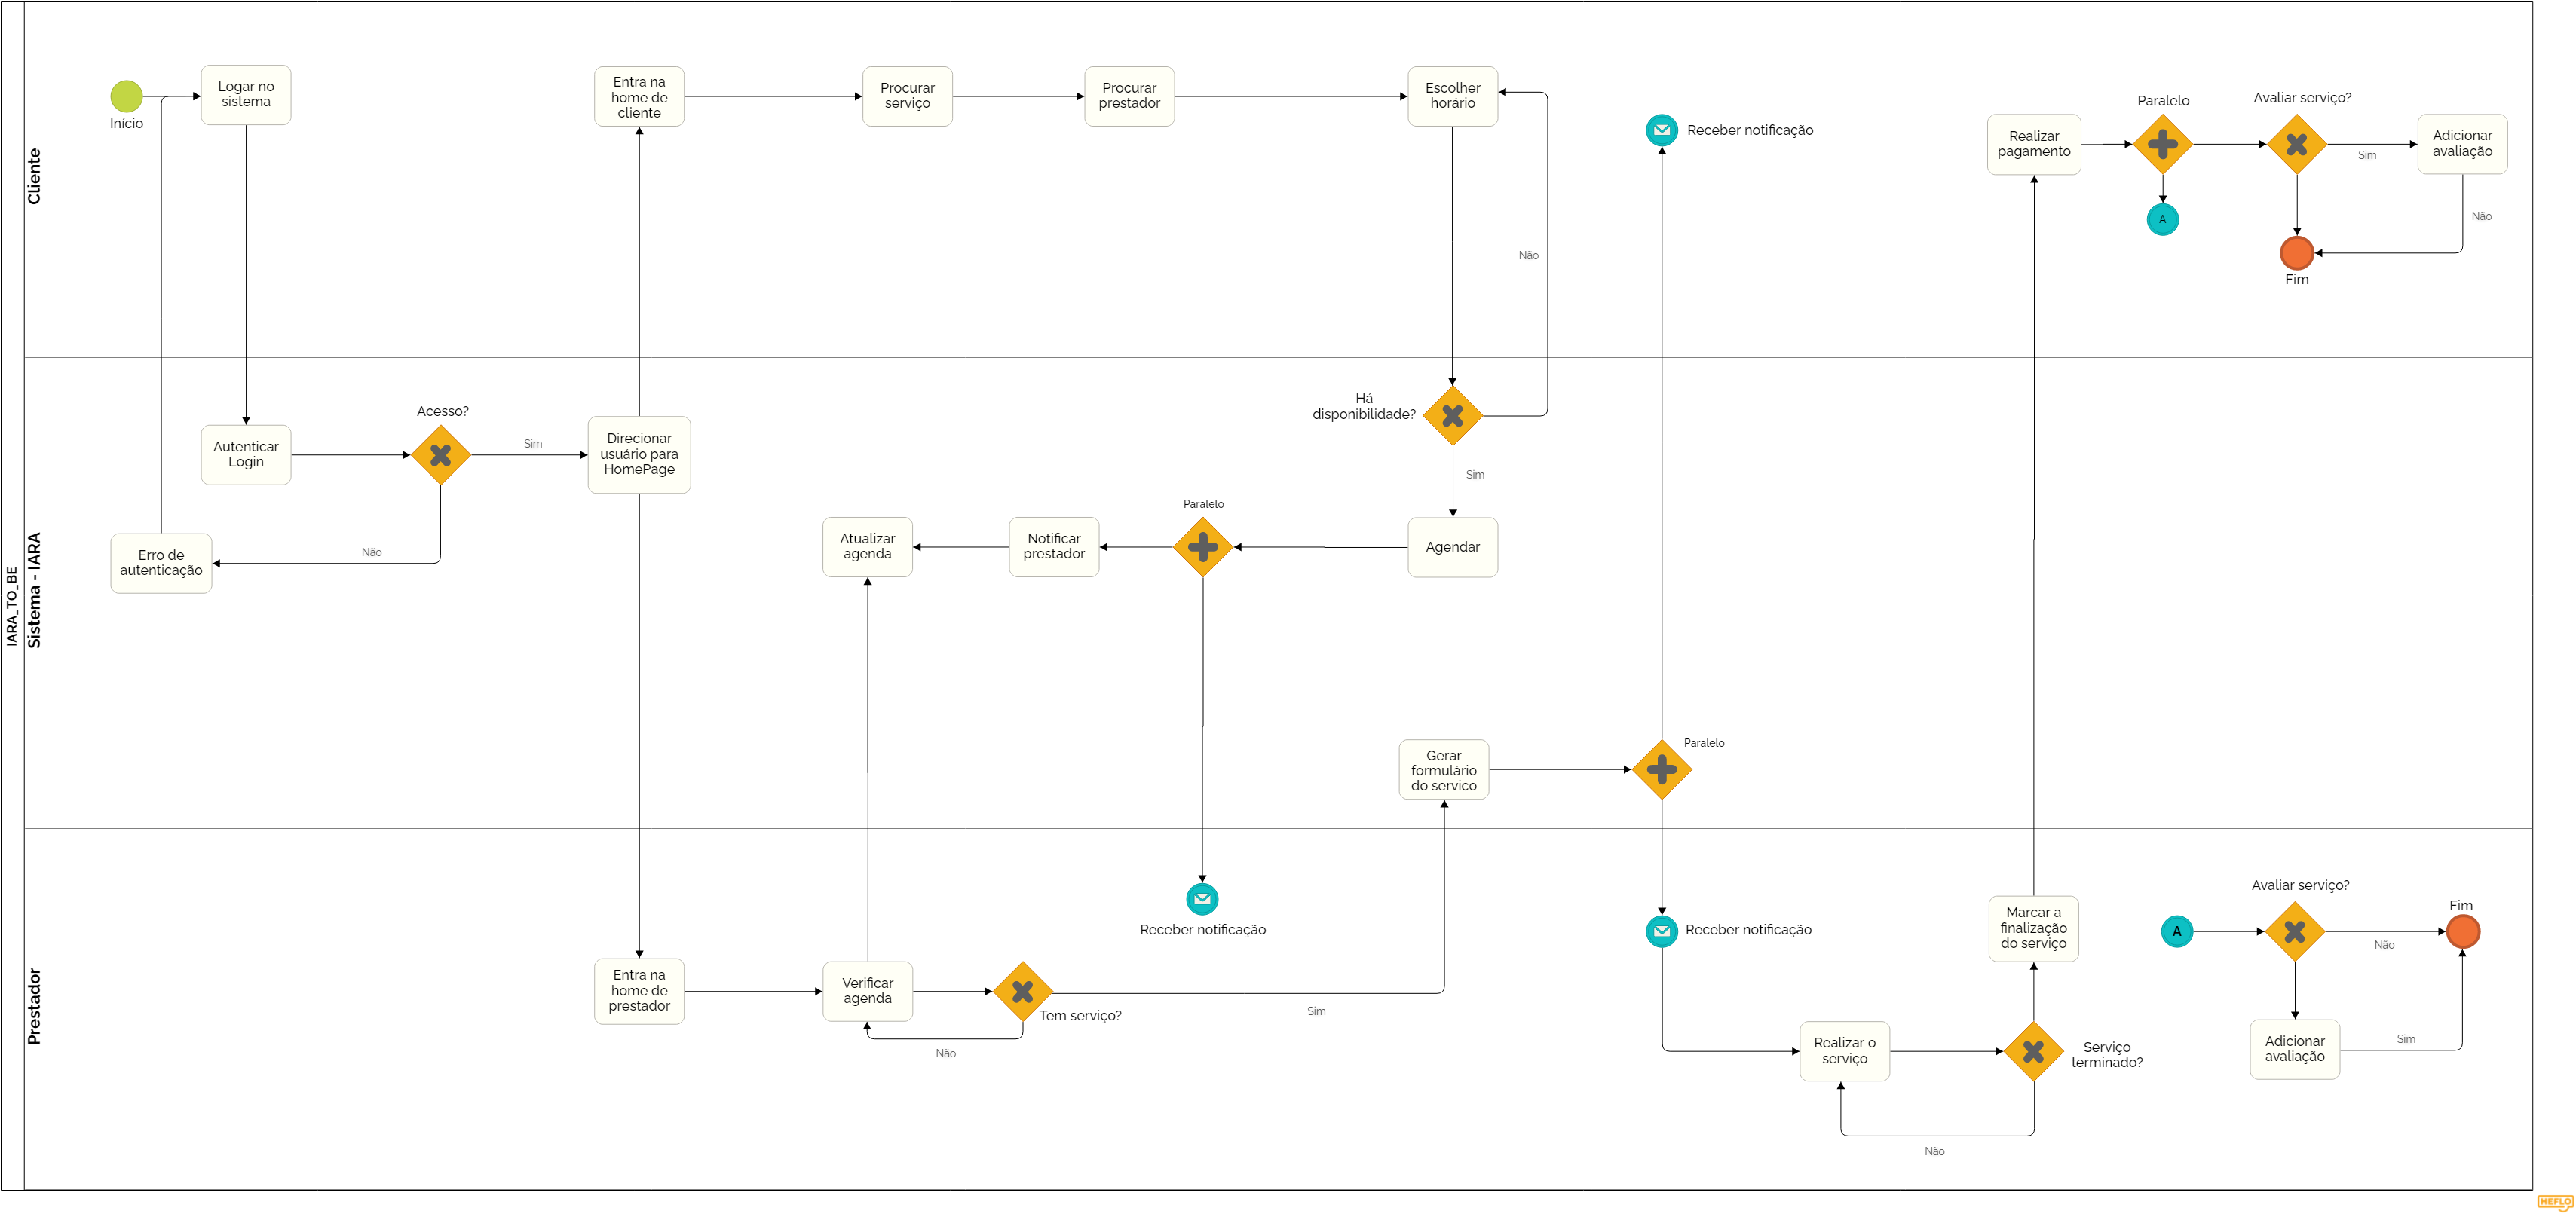 IARA_TO_BE
Cliente
Início
Logar no
sistema
Entra na
home de
cliente
Procurar
serviço
Procurar
prestador
Escolher
horário
Não
Receber notificação
Realizar
pagamento
Paralelo
A
Avaliar serviço?
Sim
Adicionar
avaliação
Não
Fim
Sistema - IARA
Autenticar
Login
Acesso?
Sim
Não
Erro de
autenticação
Direcionar
usuário para
HomePage
Há
disponibilidade?
Sim
Agendar
Paralelo
Notificar
prestador
Atualizar
agenda
Gerar
formulário
do servico
Paralelo
Prestador
Entra na
home de
prestador
Verificar
agenda
Tem serviço?
Não
Sim
Receber notificação
Receber notificação
Realizar o
serviço
Serviço
terminado?
Não
Marcar a
finalização
do serviço
A
Avaliar serviço?
Não
Fim
Adicionar
avaliação
Sim
HEFLO